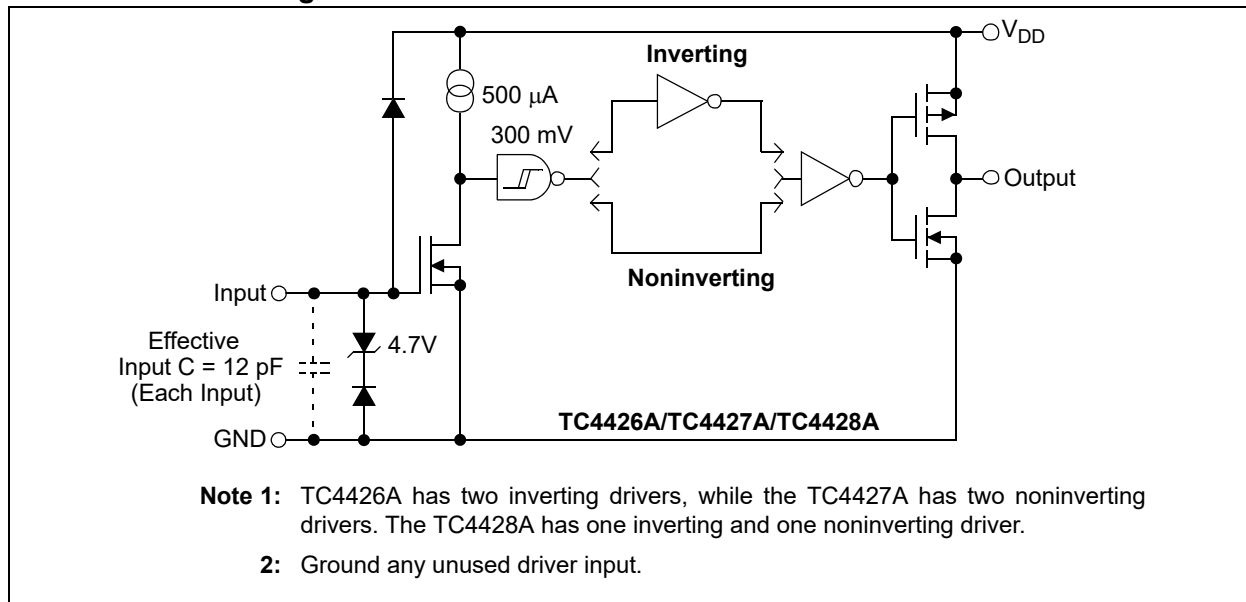 V_DD
Inverting
500 μA
300 mV
Output
Noninverting
Input
Effective
Input C = 12 pF
(Each Input)
4.7V
TC4426A/TC4427A/TC4428A
GND
Note 1: TC4426A has two inverting drivers, while the TC4427A has two noninverting
drivers. The TC4428A has one inverting and one noninverting driver.
2: Ground any unused driver input.